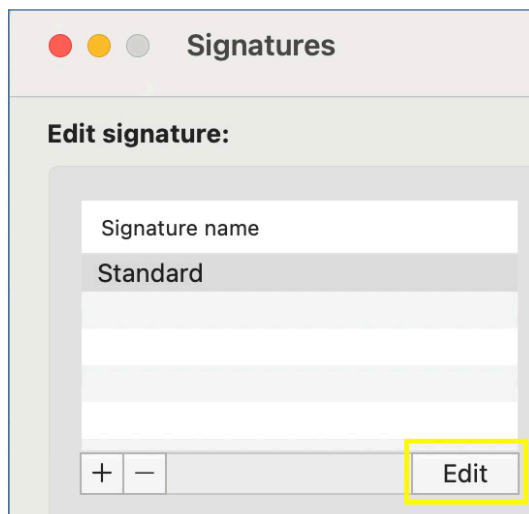 Signatures
Edit signature:
Signature name
Standard
+ − Edit